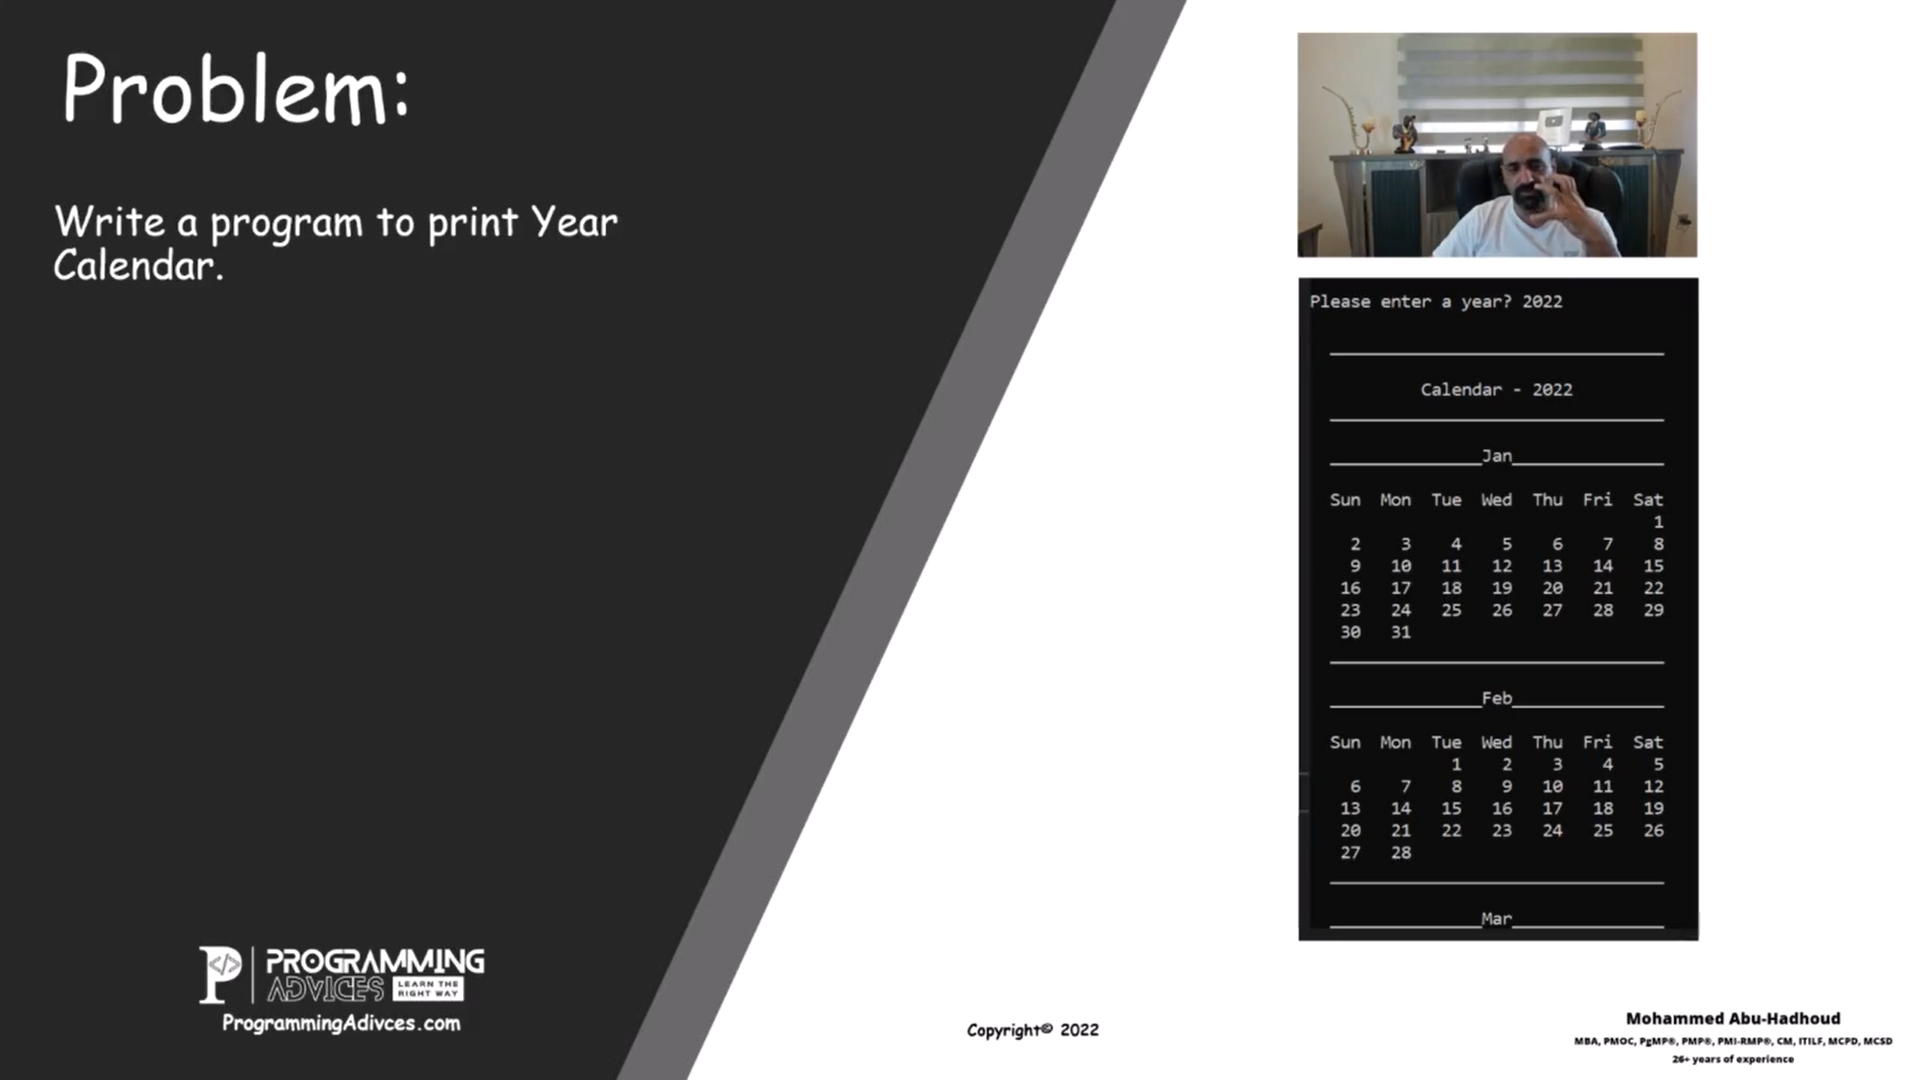 Problem:
Write a program to print Year
Calendar.
Please enter a year? 2022
Calendar - 2022
Jan
Sun Mon Tue Wed Thu Fri Sat
1
2 3 4 5 6 7 8
9 10 11 12 13 14 15
16 17 18 19 20 21 22
23 24 25 26 27 28 29
30 31
Feb
Sun Mon Tue Wed Thu Fri Sat
1 2 3 4 5
6 7 8 9 10 11 12
13 14 15 16 17 18 19
20 21 22 23 24 25 26
27 28
Mar
PROGRAMMING
ADVICES LEARN THE
RIGHT WAY
ProgrammingAdivces.com
Copyright© 2022
Mohammed Abu-Hadhoud
MBA, PMOC, PgMP®, PMP®, PMI-RMP®, CM, ITILF, MCPD, MCSD
26+ years of experience